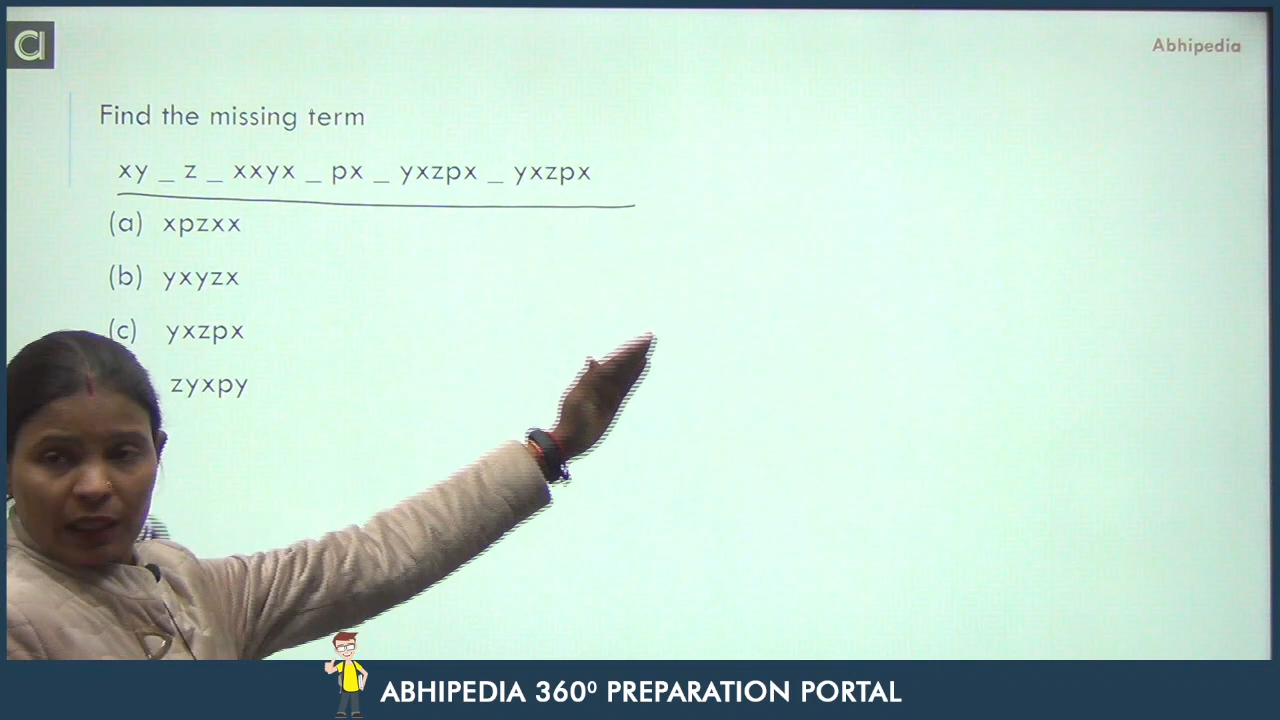 Abhipedia
Find the missing term
xy _ z _ xxyx _ px _ yxzpx _ yxzpx
(a) xpzxx
(b) yxyzx
(c) yxzpx
zyxpy
ABHIPEDIA 360⁰ PREPARATION PORTAL